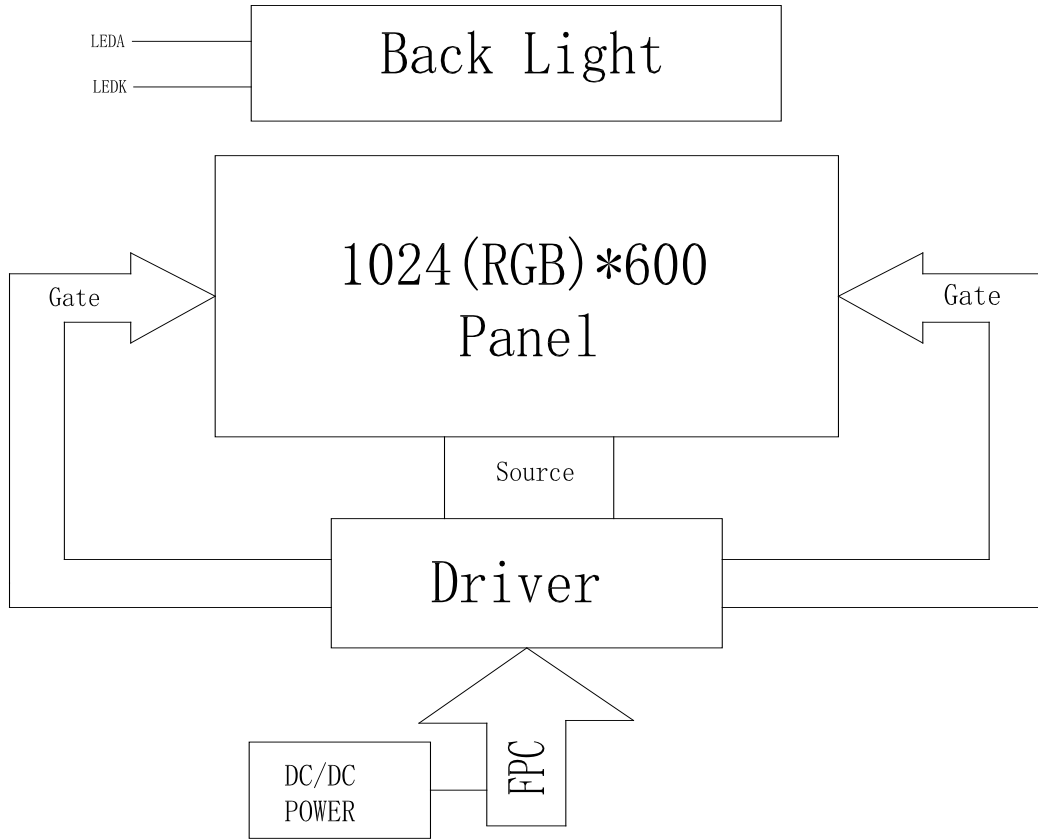 LEDA
LEDK
Back Light
1024(RGB)*600
Panel
Gate
Gate
Source
Driver
FPC
DC/DC
POWER